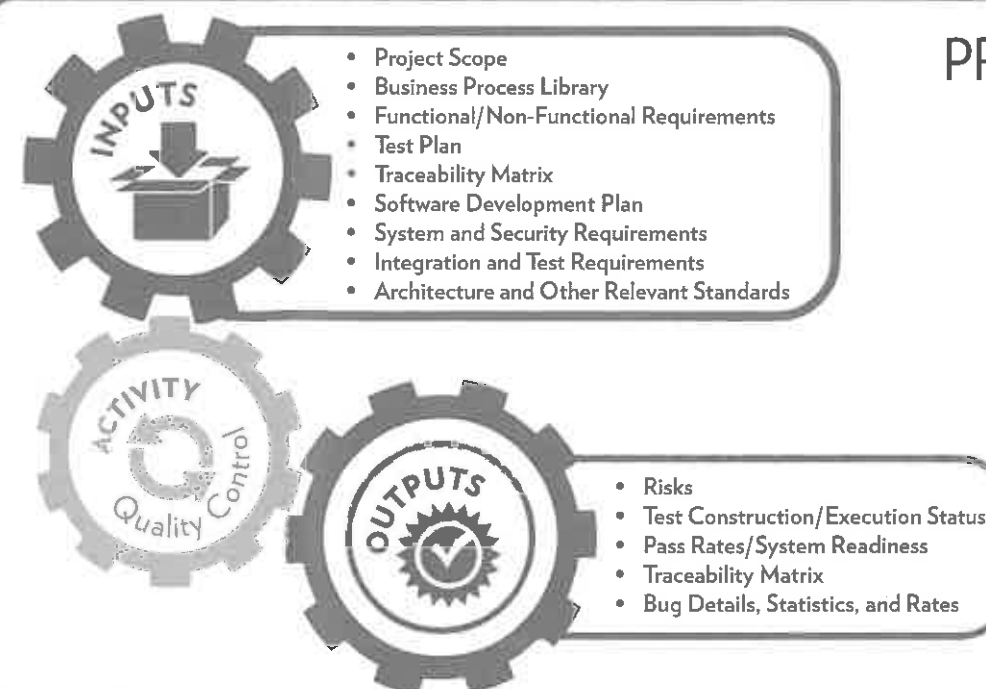 INPUTS
• Project Scope
• Business Process Library
• Functional/Non-Functional Requirements
• Test Plan
• Traceability Matrix
• Software Development Plan
• System and Security Requirements
• Integration and Test Requirements
• Architecture and Other Relevant Standards
ACTIVITY
Quality Control
OUTPUTS
• Risks
• Test Construction/Execution Status
• Pass Rates/System Readiness
• Traceability Matrix
• Bug Details, Statistics, and Rates